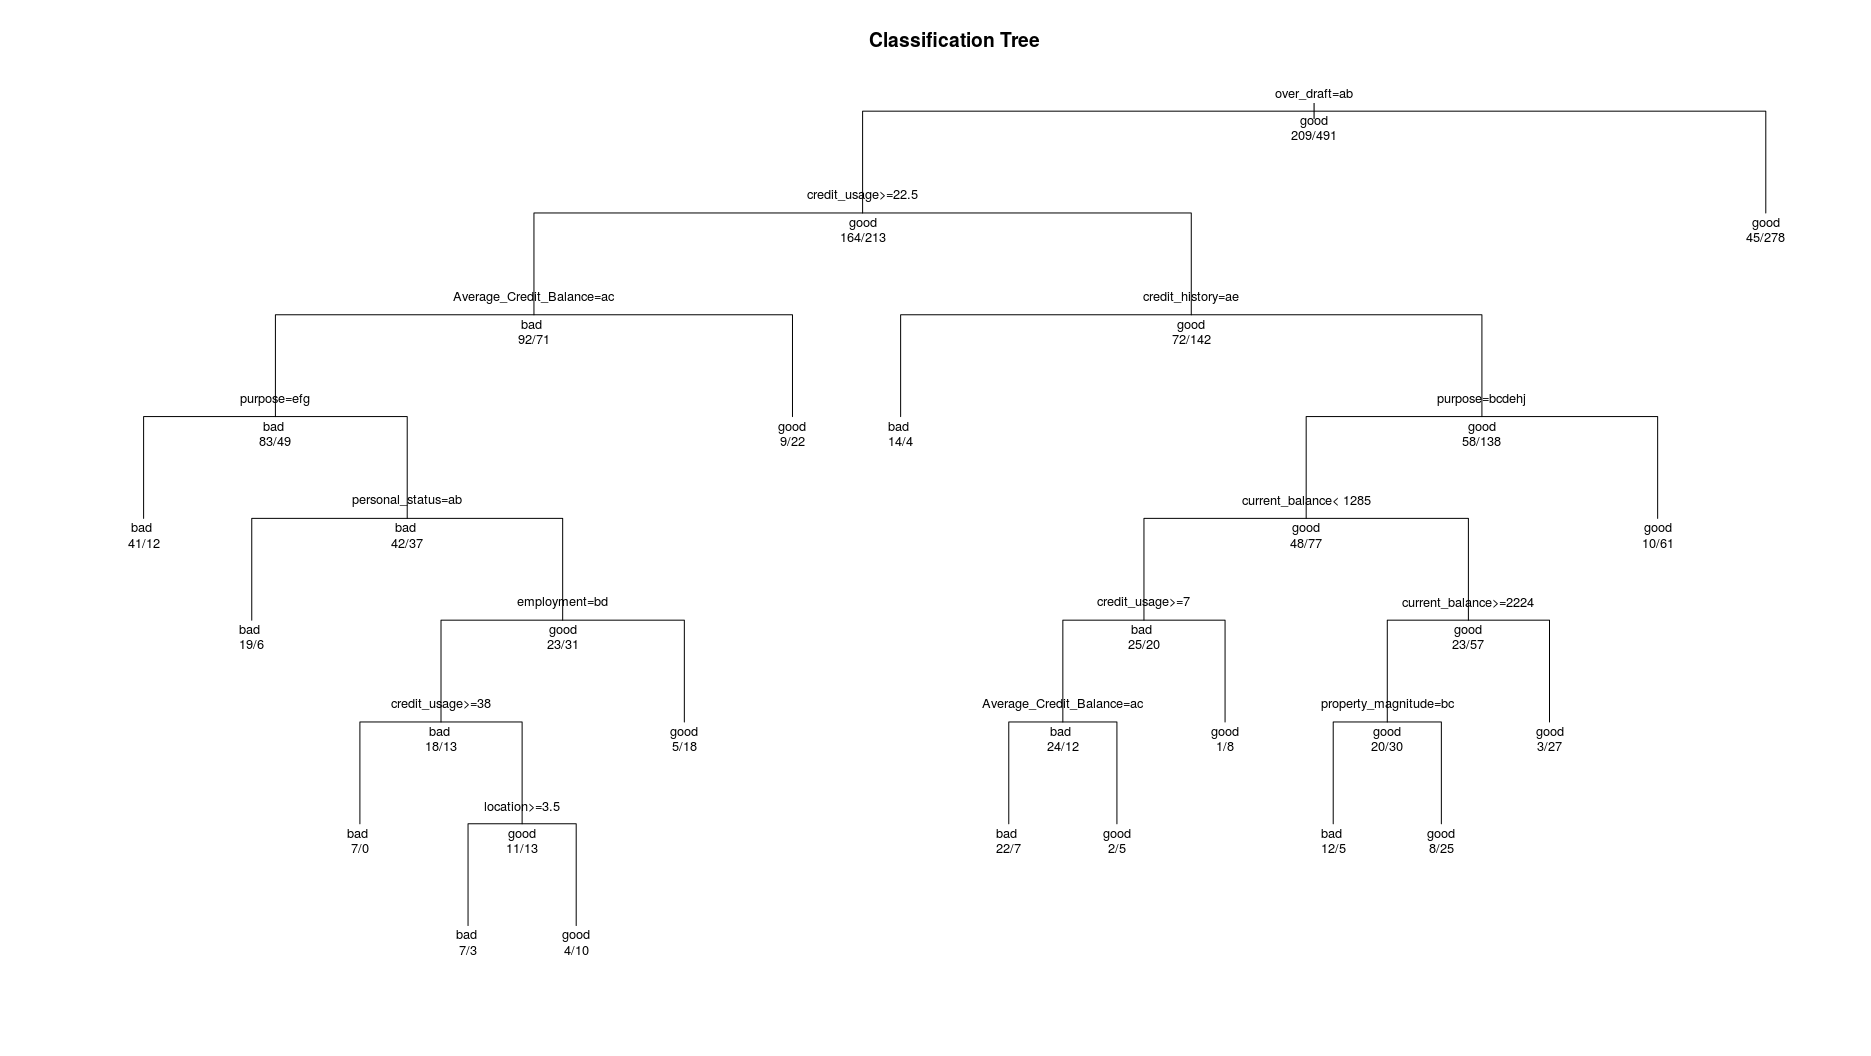 Classification Tree
over_draft=ab
good
209/491
credit_usage>=22.5
good
164/213
good
45/278
Average_Credit_Balance=ac
bad
92/71
credit_history=ae
good
72/142
purpose=efg
bad
83/49
good
9/22
bad
14/4
purpose=bcdehj
good
58/138
bad
41/12
personal_status=ab
bad
42/37
current_balance< 1285
good
48/77
good
10/61
bad
19/6
employment=bd
good
23/31
credit_usage>=7
bad
25/20
current_balance>=2224
good
23/57
credit_usage>=38
bad
18/13
good
5/18
Average_Credit_Balance=ac
bad
24/12
good
1/8
property_magnitude=bc
good
20/30
good
3/27
bad
7/0
location>=3.5
good
11/13
bad
22/7
good
2/5
bad
12/5
good
8/25
bad
7/3
good
4/10